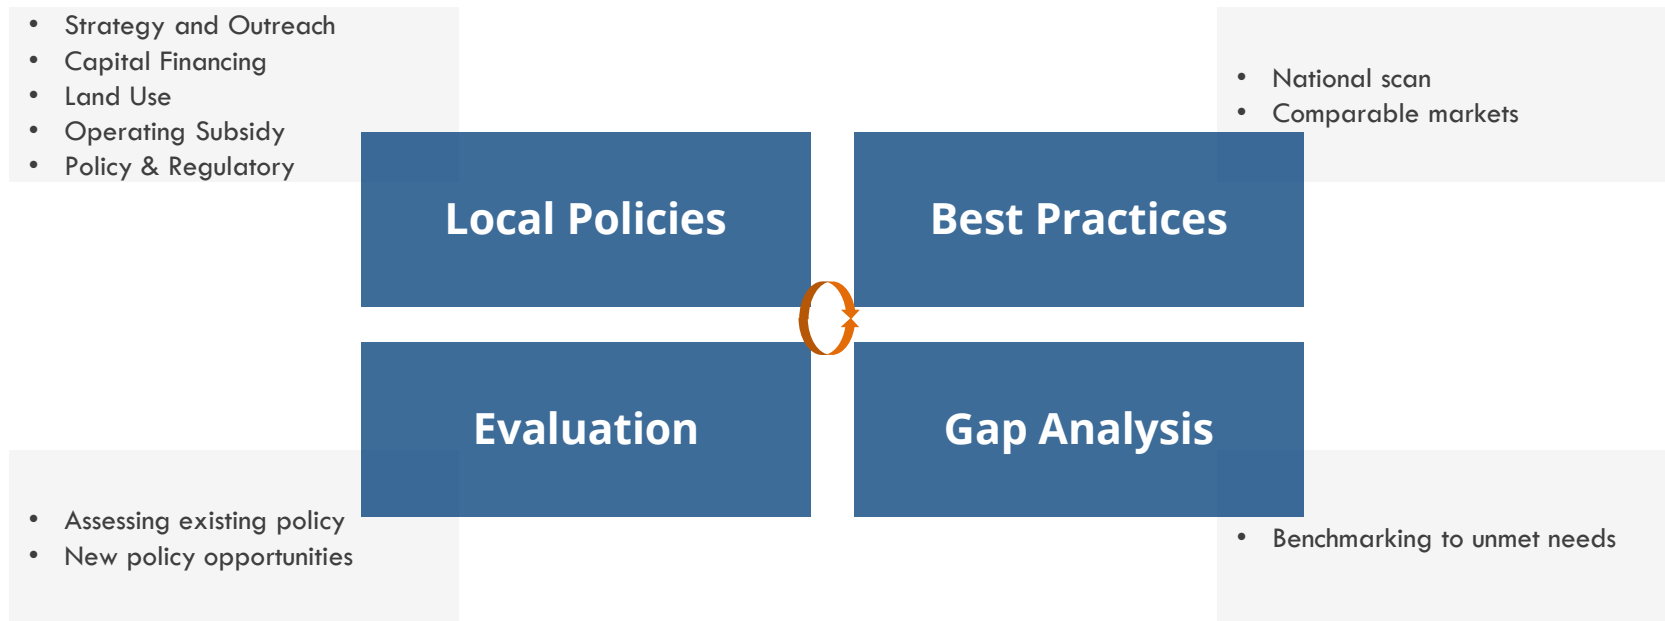 • Strategy and Outreach
• Capital Financing
• Land Use
• Operating Subsidy
• Policy & Regulatory
Local Policies
• National scan
• Comparable markets
Best Practices
Evaluation
• Assessing existing policy
• New policy opportunities
Gap Analysis
• Benchmarking to unmet needs